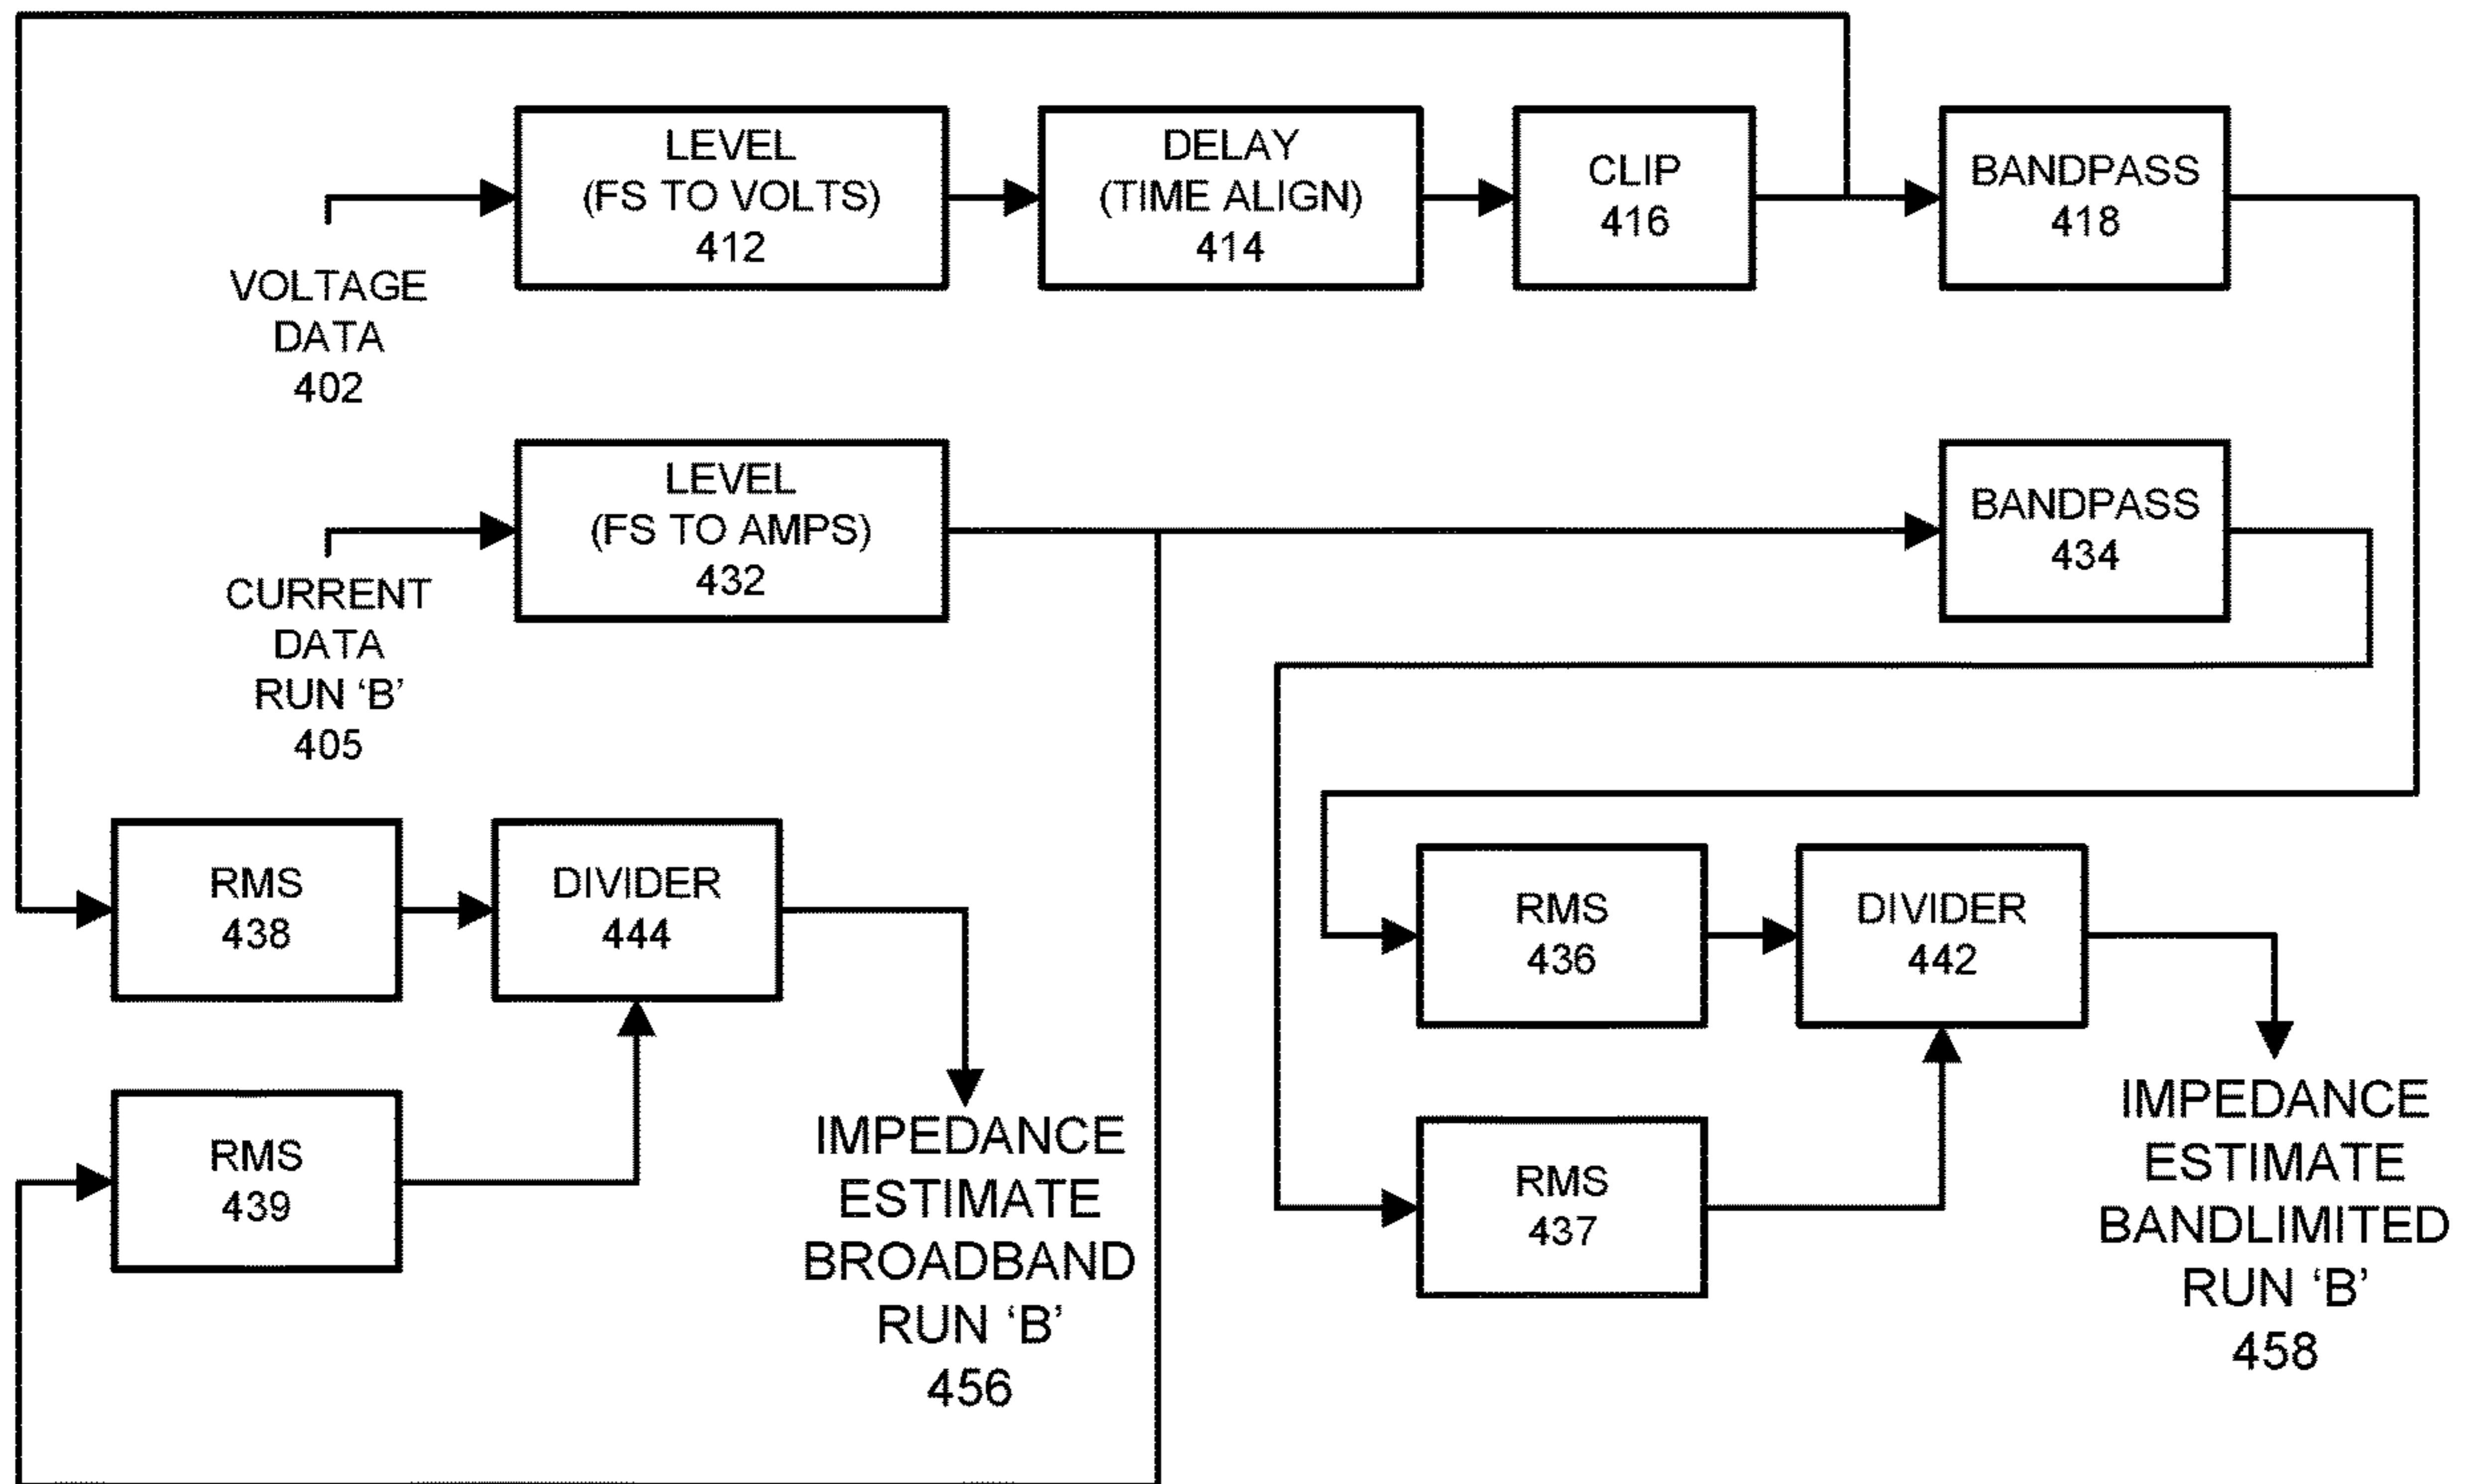 LEVEL
(FS TO VOLTS)
412
DELAY
(TIME ALIGN)
414
CLIP
416
BANDPASS
418
VOLTAGE
DATA
402
LEVEL
(FS TO AMPS)
432
BANDPASS
434
CURRENT
DATA
RUN ‘B’
405
RMS
438
DIVIDER
444
RMS
436
DIVIDER
442
RMS
439
IMPEDANCE
ESTIMATE
BROADBAND
RUN ‘B’
456
RMS
437
IMPEDANCE
ESTIMATE
BANDLIMITED
RUN ‘B’
458